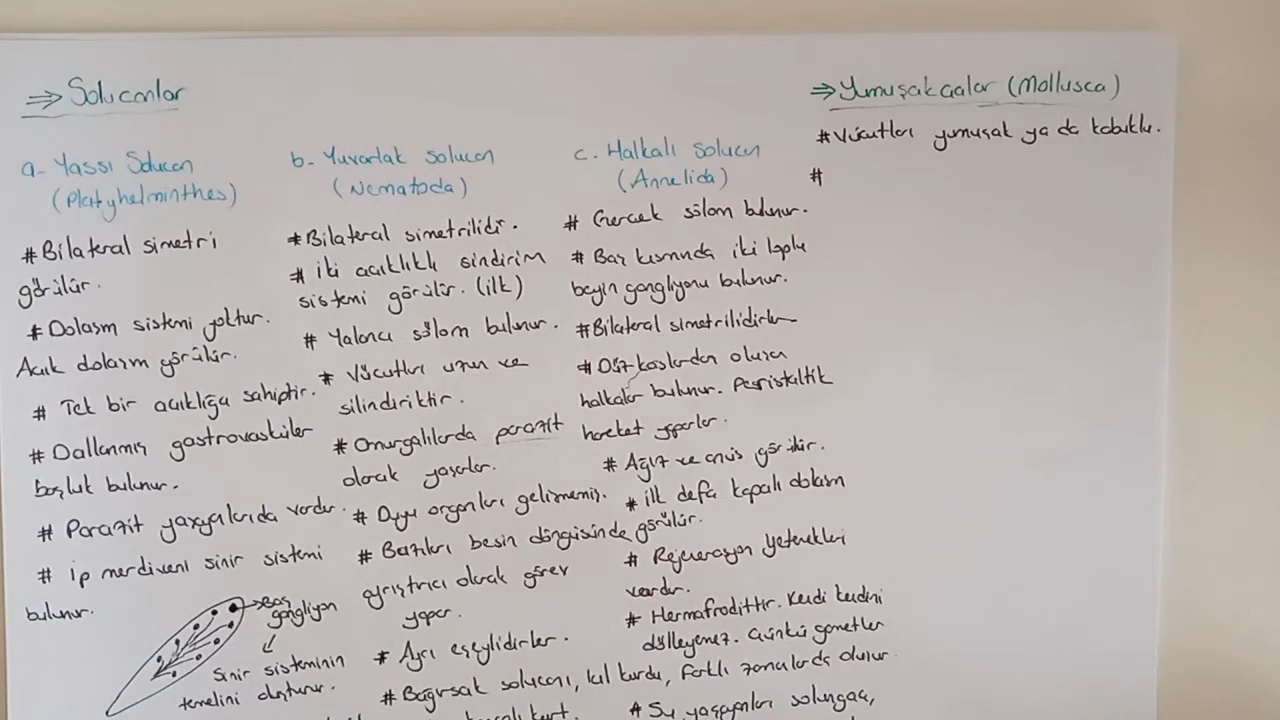 ⇒ Solucanlar
a- Yassı Solucan
(Platyhelminthes)
# Bilateral simetri
görülür.
# Dolaşım sistemi yoktur.
Açık dolaşım görülür.
# Tek bir açıklığa sahiptir.
# Dallanmış gastrovasküler
boşluk bulunur.
# Parazit yaşayanları da vardır.
# ip merdiveni sinir sistemi
bulunur.
Baş
gangliyon
Sinir sisteminin
temelini oluşturur.
b- Yuvarlak solucan
(Nematoda)
# Bilateral simetrilidir.
# iki açıklıklı sindirim
sistemi görülür. (ilk)
# Yalancı sölom bulunur.
# Vücutları uzun ve
silindiriktir.
# Omurgalılarda parazit
olarak yaşarlar.
# Duyu organları gelişmemiş.
# Bazıları besin döngüsünde
ayrıştırıcı olarak görev
yapar.
# Ayrı eşeylidirler.
# Bağırsak solucanı, kıl kurdu,
kurt.
c. Halkalı solucan
(Annelida)
# Gerçek sölom bulunur.
# Baş kısmında iki loplu
beyin gangliyonu bulunur.
# Bilateral simetrilidirler
# Düz kaslardan oluşan
halkalar bulunur. Peristaltik
hareket yaparlar.
# Ağız ve anüs görülür.
# ilk defa kapalı dolaşım
görülür.
# Rejenerasyon yetenekleri
vardır.
# Hermafrodittir. Kendi kendini
dölleyemez. Çünkü gametler
farklı zamanlarda oluşur.
# Su yaşayanları solungaç,
⇒ Yumuşakçalar (Mollusca)
# Vücutları yumuşak ya da kabuklu.
#